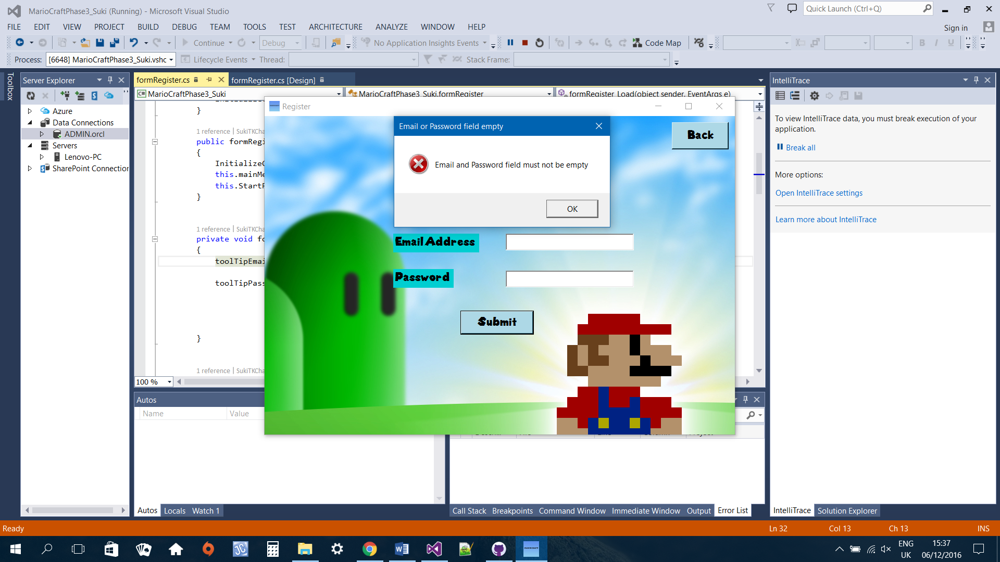 MarioCraftPhase3_Suki (Running) - Microsoft Visual Studio
Quick Launch (Ctrl+Q)
FILE EDIT VIEW PROJECT BUILD DEBUG TEAM TOOLS TEST ARCHITECTURE ANALYZE WINDOW HELP
Sign in
Continue Debug No Application Insights Events Code Map B I U
Process: [6648] MarioCraftPhase3_Suki.vshc Lifecycle Events Thread: Stack Frame:
Toolbox
Server Explorer
formRegister.cs formRegister.cs [Design]
IntelliTrace
MarioCraftPhase3_Suki MarioCraftPhase3_Suki.formRegister formRegister_Load(object sender, EventArgs e)
Azure
Data Connections
ADMIN.orcl
Servers
Lenovo-PC
SharePoint Connection
}
1 reference | SukiTKCha
public formRegi
{
InitializeC
this.mainMe
this.StartP
}
1 reference | SukiTKCha
private void fo
{
toolTipEmai
toolTipPass
}
1 reference | SukiTKCha
100 %
Register
Back
Email or Password field empty
Email and Password field must not be empty
OK
Email Address
Password
Submit
To view IntelliTrace data, you must break execution of your
application.
Break all
More options:
Open IntelliTrace settings
Learn more about IntelliTrace
Autos
Name Value
Autos Locals Watch 1
Call Stack Breakpoints Command Window Immediate Window Output Error List
IntelliTrace Solution Explorer
Ready
Ln 32 Col 13 Ch 13 INS
JC
MARIOCRAFT
ENG
UK
15:37
06/12/2016